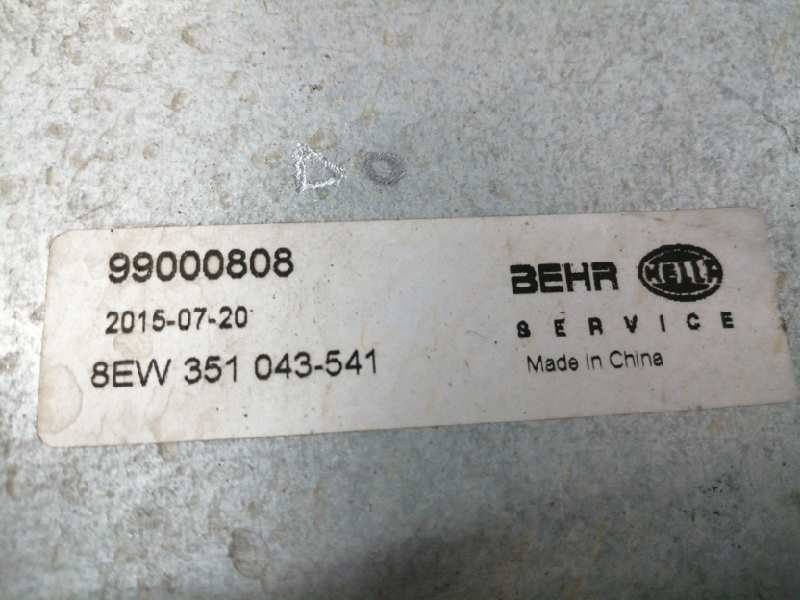 99000808
2015-07-20
8EW 351 043-541
BEHR HELLA
SERVICE
Made in China